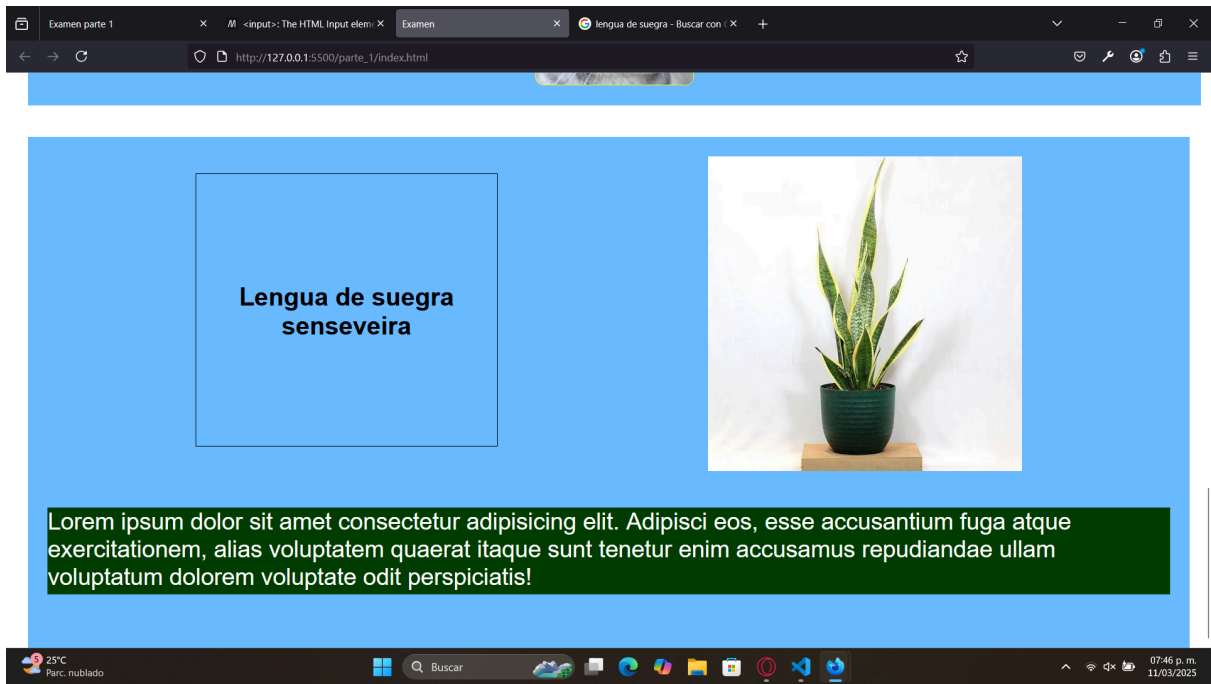 Examen parte 1
<input>: The HTML Input elem
Examen
lengua de suegra - Buscar con
http://127.0.0.1:5500/parte_1/index.html
Lengua de suegra
senseveira
Lorem ipsum dolor sit amet consectetur adipisicing elit. Adipisci eos, esse accusantium fuga atque
exercitationem, alias voluptatem quaerat itaque sunt tenetur enim accusamus repudiandae ullam
voluptatum dolorem voluptate odit perspiciatis!
5
25°C
Parc. nublado
Buscar
07:46 p. m.
11/03/2025